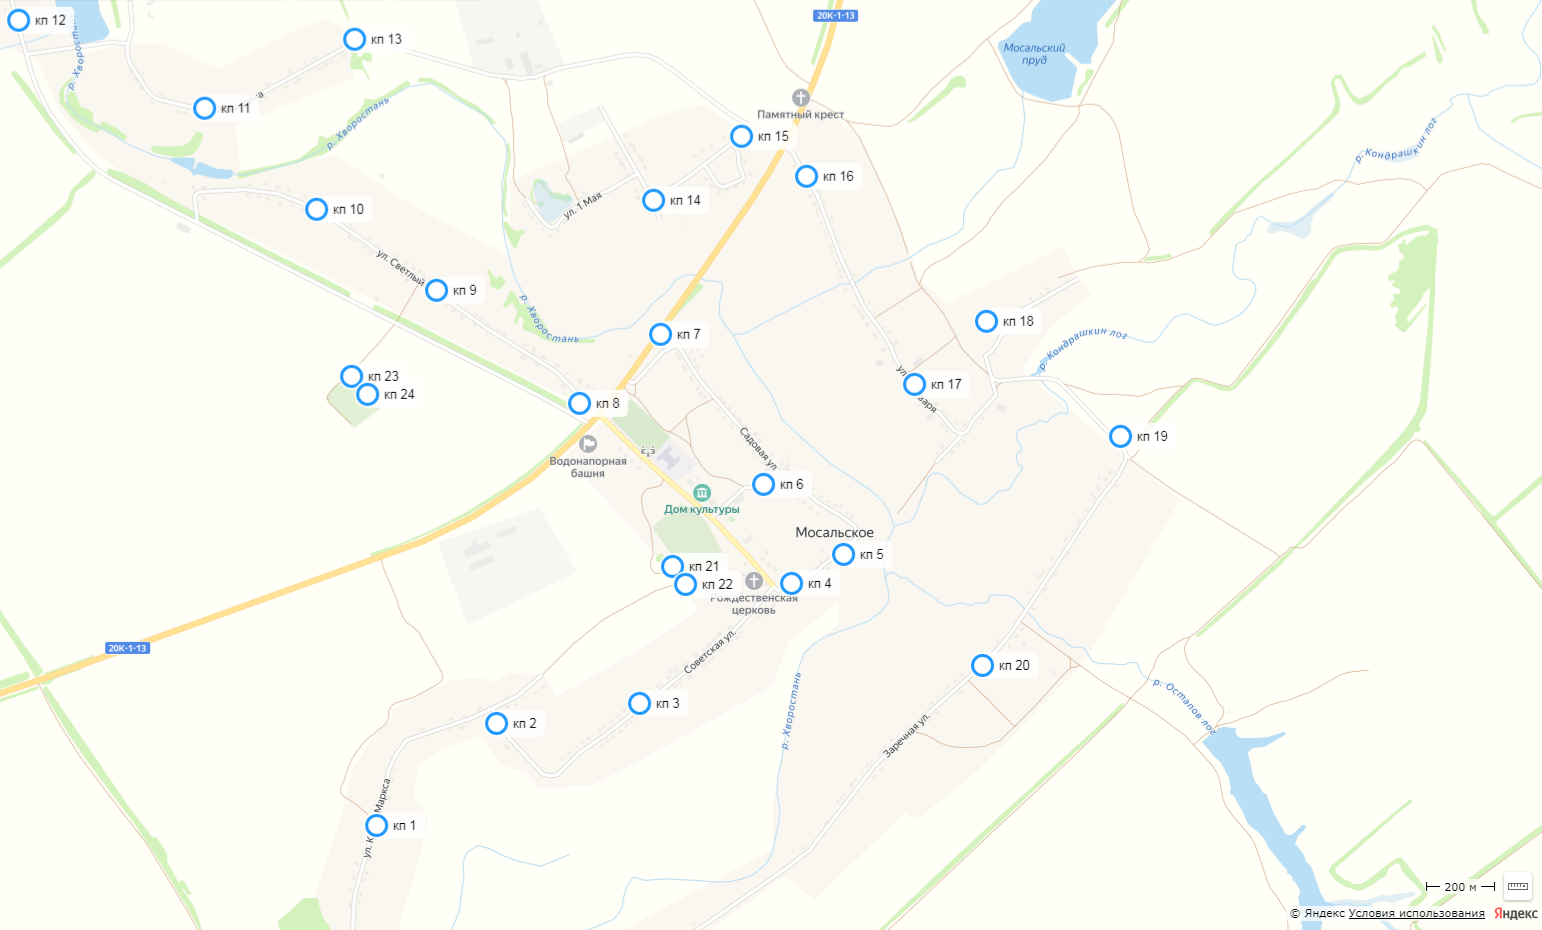 кп 12
20К-1-13
кп 13
р. Хворостань
Мосальский
пруд
Памятный крест
кп 11
р. Хворостань
кп 15
р. Кондрашкин лог
кп 16
кп 14
ул. 1 Мая
кп 10
ул. Светлый
кп 9
р. Хворостань
кп 7
кп 18
р. Кондрашкин лог
кп 23
кп 24
кп 17
кп 8
Садовая ул
кп 19
Водонапорная
башня
кп 6
Дом культуры
Мосальское
кп 5
кп 21
кп 22
кп 4
Рождественская
церковь
20К-1-13
Советская ул.
кп 20
р. Остапов лог
кп 3
р. Хворостань
кп 2
Заречная ул.
Маркса
кп 1
200 м
© Яндекс Условия использования Яндекс